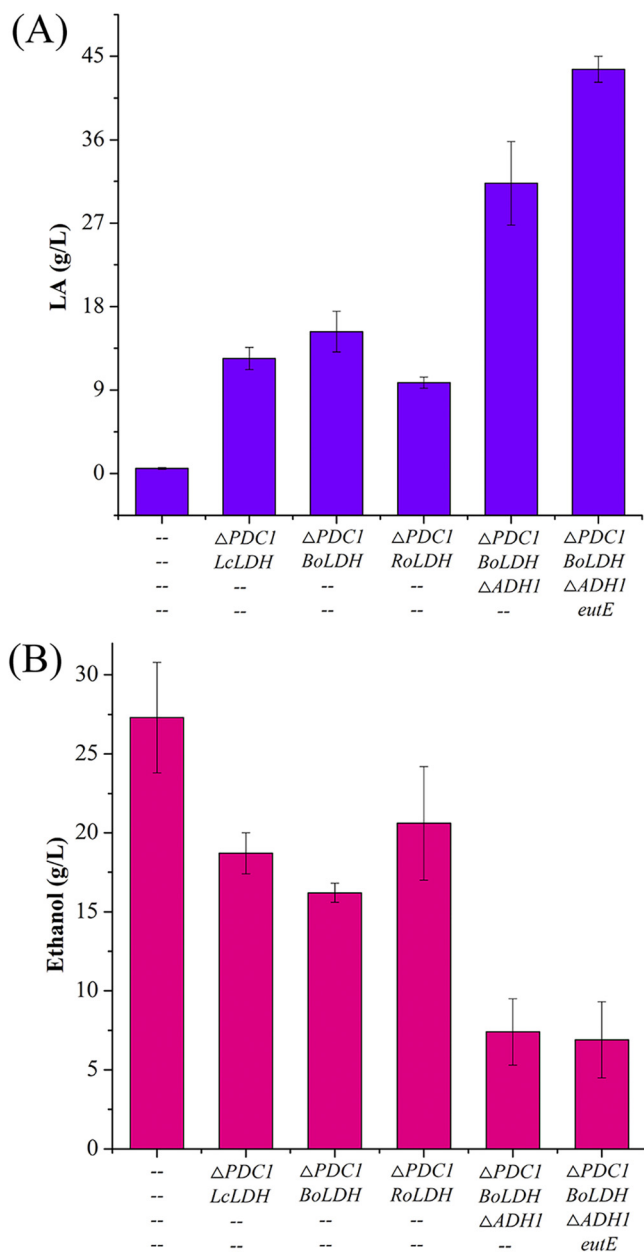 (A)
LA (g/L)
45
36
27
18
9
0
-- △PDC1 △PDC1 △PDC1 △PDC1 △PDC1
-- LcLDH BoLDH RoLDH BoLDH BoLDH
-- -- -- -- △ADH1 △ADH1
-- -- -- -- -- eutE
(B)
Ethanol (g/L)
30
25
20
15
10
5
0
-- △PDC1 △PDC1 △PDC1 △PDC1 △PDC1
-- LcLDH BoLDH RoLDH BoLDH BoLDH
-- -- -- -- △ADH1 △ADH1
-- -- -- -- -- eutE